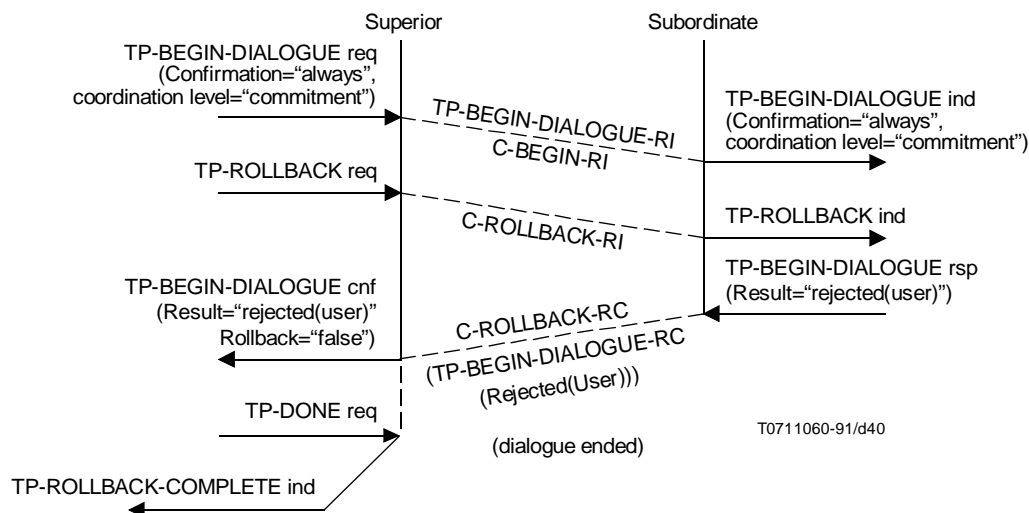 Superior
Subordinate
TP-BEGIN-DIALOGUE req
(Confirmation=“always”,
coordination level=“commitment”)
TP-BEGIN-DIALOGUE-RI
C-BEGIN-RI
TP-BEGIN-DIALOGUE ind
(Confirmation=“always”,
coordination level=“commitment”)
TP-ROLLBACK req
C-ROLLBACK-RI
TP-ROLLBACK ind
TP-BEGIN-DIALOGUE rsp
(Result=“rejected(user)”)
TP-BEGIN-DIALOGUE cnf
(Result=“rejected(user)”
Rollback=“false”)
C-ROLLBACK-RC
(TP-BEGIN-DIALOGUE-RC
(Rejected(User)))
TP-DONE req
(dialogue ended)
T0711060-91/d40
TP-ROLLBACK-COMPLETE ind